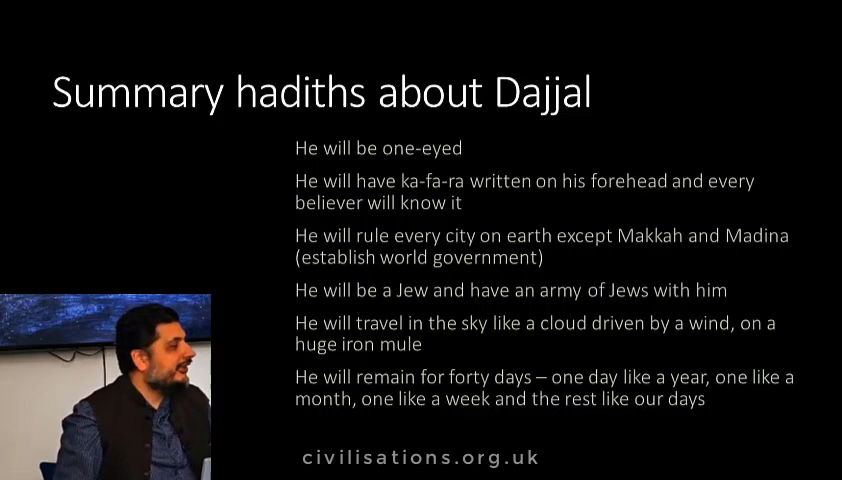 Summary hadiths about Dajjal
He will be one-eyed
He will have ka-fa-ra written on his forehead and every
believer will know it
He will rule every city on earth except Makkah and Madina
(establish world government)
He will be a Jew and have an army of Jews with him
He will travel in the sky like a cloud driven by a wind, on a
huge iron mule
He will remain for forty days – one day like a year, one like a
month, one like a week and the rest like our days
civilisations.org.uk